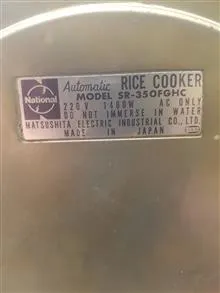 National
Automatic RICE COOKER
MODEL SR-350FGHC
220V 1400W AC ONLY
DO NOT IMMERSE IN WATER
MATSUSHITA ELECTRIC INDUSTRIAL CO., LTD.
MADE IN JAPAN